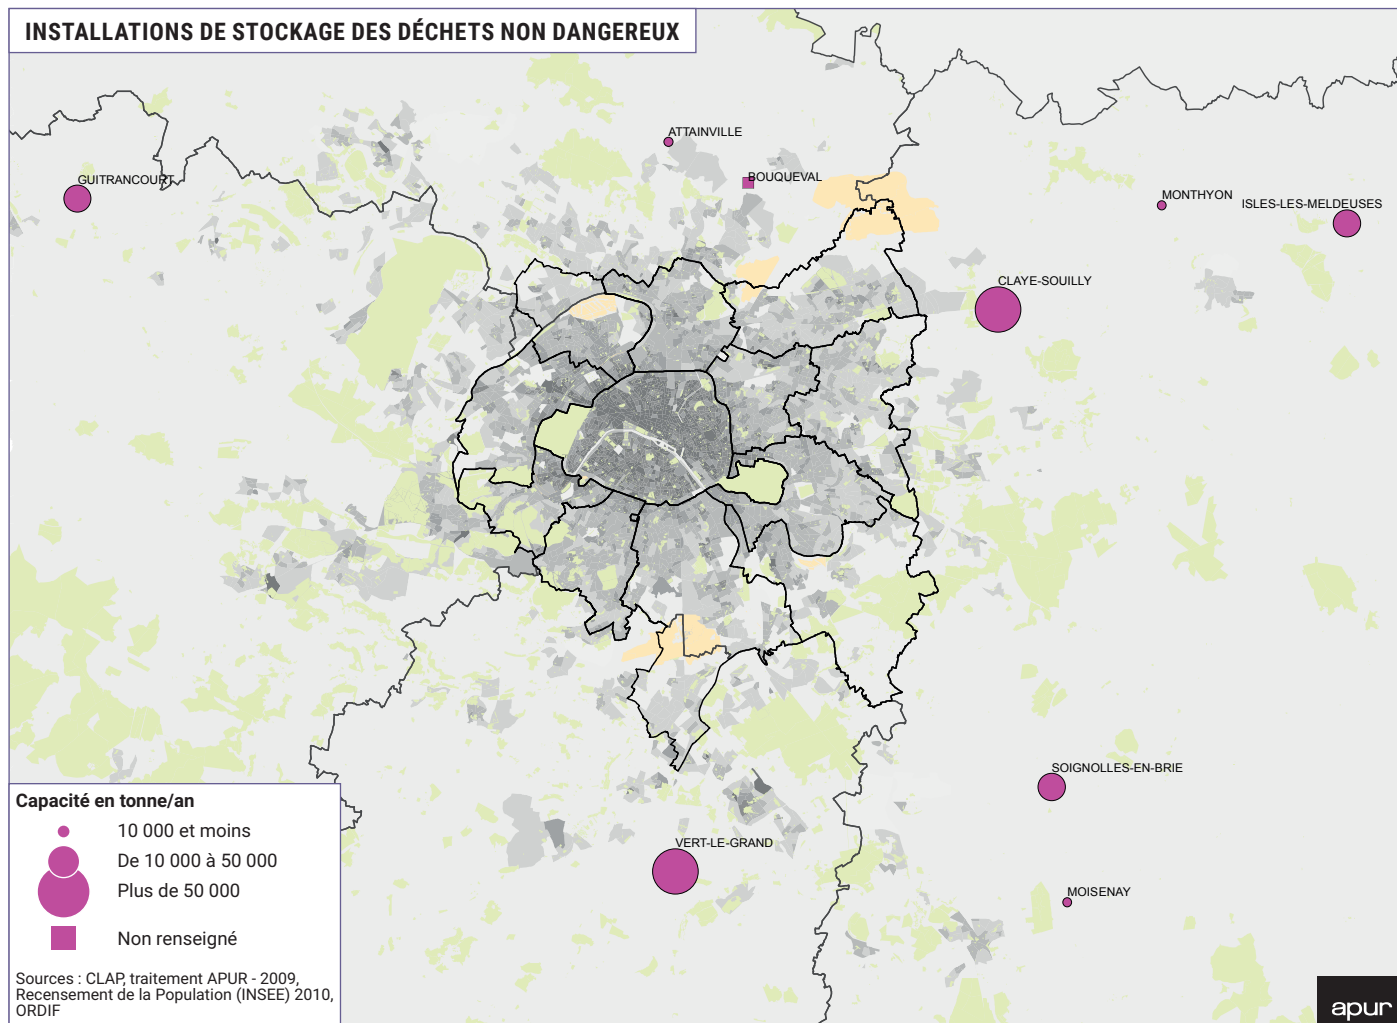 INSTALLATIONS DE STOCKAGE DES DÉCHETS NON DANGEREUX
ATTAINVILLE
GUITRANCOURT
BOUQUEVAL
MONTHYON
ISLES-LES-MELDEUSES
CLAYE-SOUILLY
SOIGNOLLES-EN-BRIE
VERT-LE-GRAND
MOISENAY
Capacité en tonne/an
10 000 et moins
De 10 000 à 50 000
Plus de 50 000
Non renseigné
Sources : CLAP, traitement APUR - 2009,
Recensement de la Population (INSEE) 2010,
ORDIF
apur